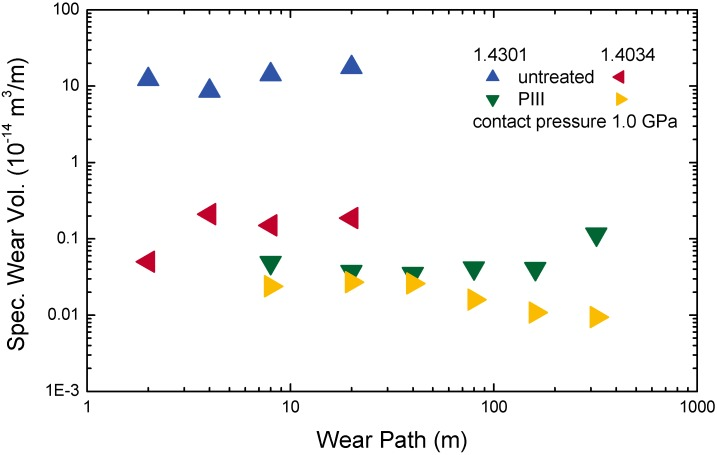 100
10
1
0.1
0.01
1E-3
1
10
100
1000
Spec. Wear Vol. (10⁻¹⁴ m³/m)
Wear Path (m)
1.4301 1.4034
untreated
PIII
contact pressure 1.0 GPa